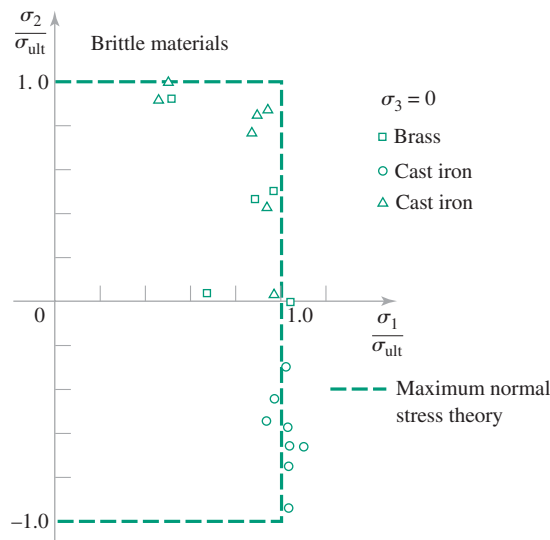 σ2
σult
Brittle materials
1.0
σ3 = 0
Brass
Cast iron
Cast iron
0
1.0
σ1
σult
Maximum normal
stress theory
–1.0